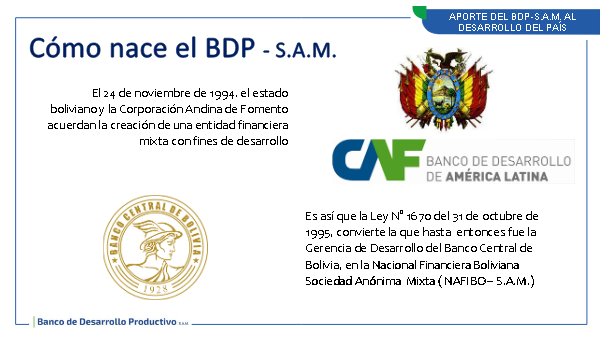 APORTE DEL BDP-S.A.M. AL
DESARROLLO DEL PAÍS
Cómo nace el BDP - S.A.M.
El 24 de noviembre de 1994, el estado
boliviano y la Corporación Andina de Fomento
acuerdan la creación de una entidad financiera
mixta con fines de desarrollo
CAF BANCO DE DESARROLLO
DE AMÉRICA LATINA
BANCO CENTRAL DE BOLIVIA
1928
Es así que la Ley N° 1670 del 31 de octubre de
1995, convierte la que hasta entonces fue la
Gerencia de Desarrollo del Banco Central de
Bolivia, en la Nacional Financiera Boliviana
Sociedad Anónima Mixta ( NAFIBO – S.A.M.)
Banco de Desarrollo Productivo S.A.M.